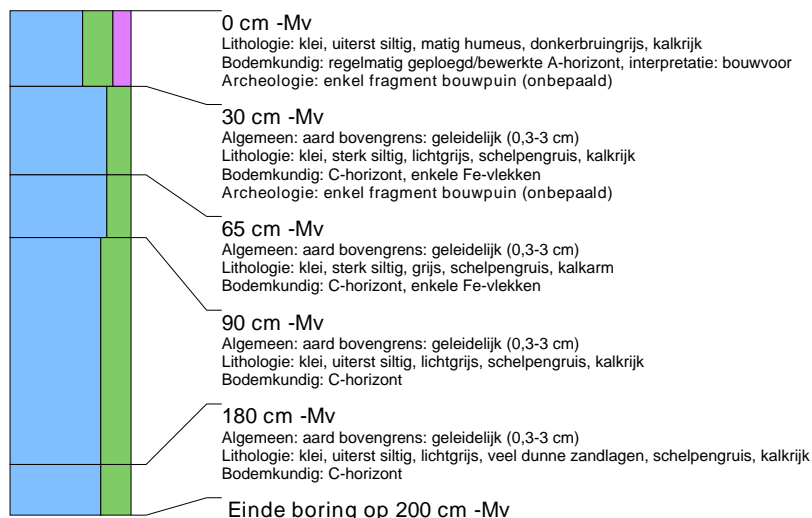 0 cm -Mv
Lithologie: klei, uiterst siltig, matig humeus, donkerbruingrijs, kalkrijk
Bodemkundig: regelmatig geploegd/bewerkte A-horizont, interpretatie: bouwvoor
Archeologie: enkel fragment bouwpuin (onbepaald)
30 cm -Mv
Algemeen: aard bovengrens: geleidelijk (0,3-3 cm)
Lithologie: klei, sterk siltig, lichtgrijs, schelpengruis, kalkrijk
Bodemkundig: C-horizont, enkele Fe-vlekken
Archeologie: enkel fragment bouwpuin (onbepaald)
65 cm -Mv
Algemeen: aard bovengrens: geleidelijk (0,3-3 cm)
Lithologie: klei, sterk siltig, grijs, schelpengruis, kalkarm
Bodemkundig: C-horizont, enkele Fe-vlekken
90 cm -Mv
Algemeen: aard bovengrens: geleidelijk (0,3-3 cm)
Lithologie: klei, uiterst siltig, lichtgrijs, schelpengruis, kalkrijk
Bodemkundig: C-horizont
180 cm -Mv
Algemeen: aard bovengrens: geleidelijk (0,3-3 cm)
Lithologie: klei, uiterst siltig, lichtgrijs, veel dunne zandlagen, schelpengruis, kalkrijk
Bodemkundig: C-horizont
Einde boring op 200 cm -Mv